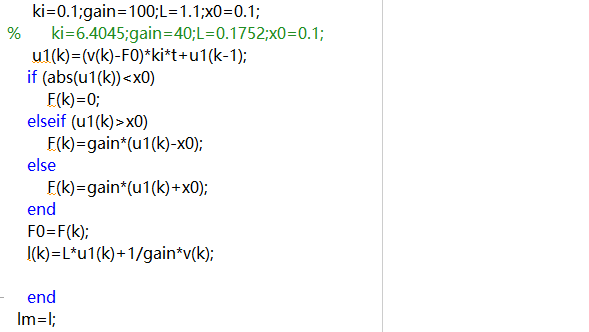 ki=0.1;gain=100;L=1.1;x0=0.1;
% ki=6.4045;gain=40;L=0.1752;x0=0.1;
u1(k)=(v(k)-F0)*ki*t+u1(k-1);
if (abs(u1(k))<x0)
F(k)=0;
elseif (u1(k)>x0)
F(k)=gain*(u1(k)-x0);
else
F(k)=gain*(u1(k)+x0);
end
F0=F(k);
l(k)=L*u1(k)+1/gain*v(k);
end
lm=l;